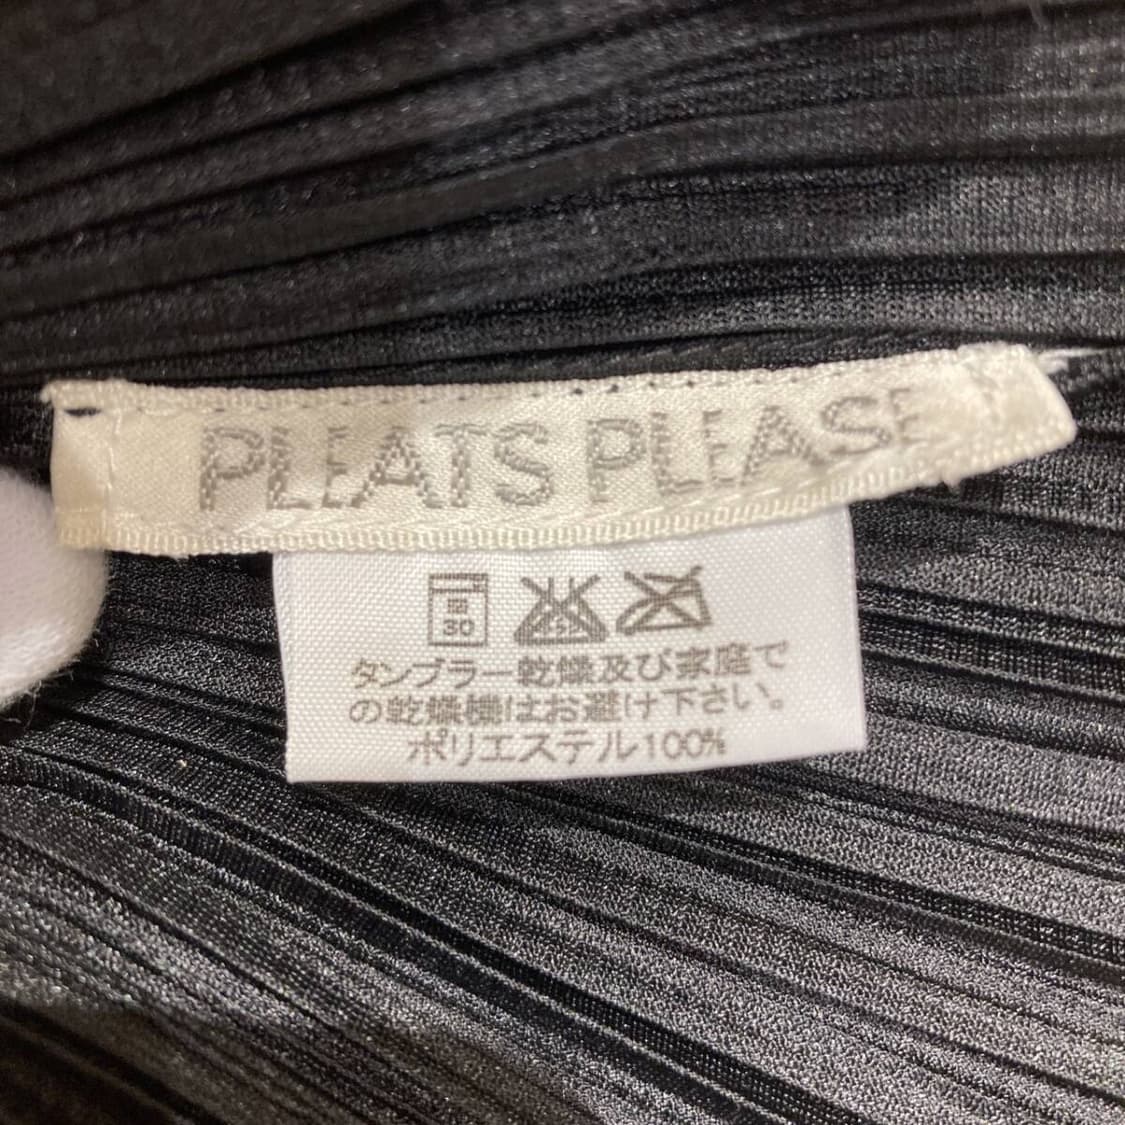 PLEATS PLEASE
30
タンブラー乾燥及び家庭で
の乾燥機はお避け下さい。
ポリエステル100%